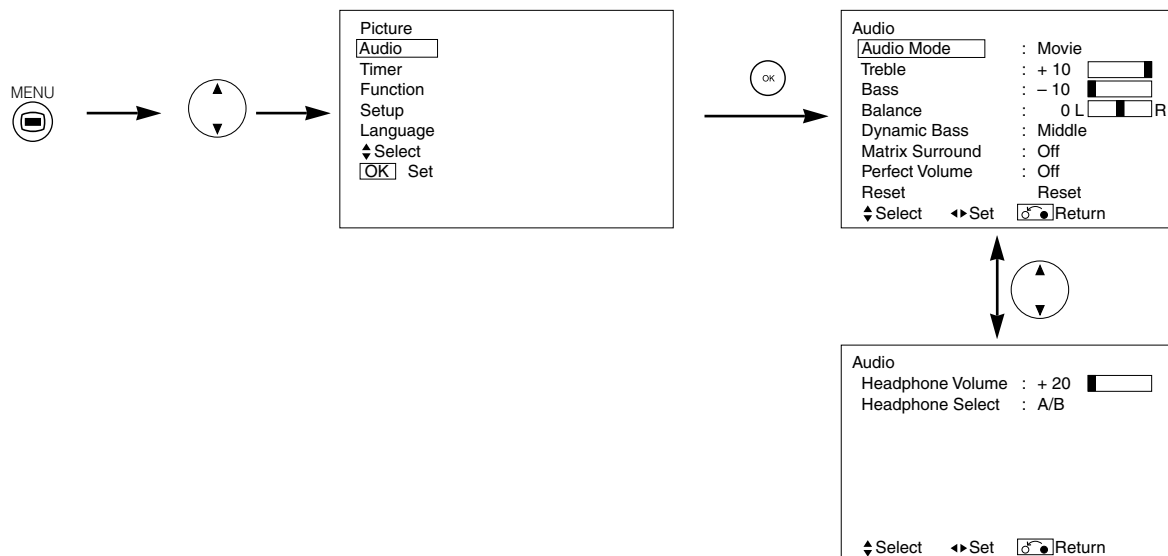 MENU
Picture
Audio
Timer
Function
Setup
Language
Select
OK Set
OK
Audio
Audio Mode : Movie
Treble : + 10
Bass : – 10
Balance : 0 L R
Dynamic Bass : Middle
Matrix Surround : Off
Perfect Volume : Off
Reset Reset
Select Set Return
Audio
Headphone Volume : + 20
Headphone Select : A/B
Select Set Return